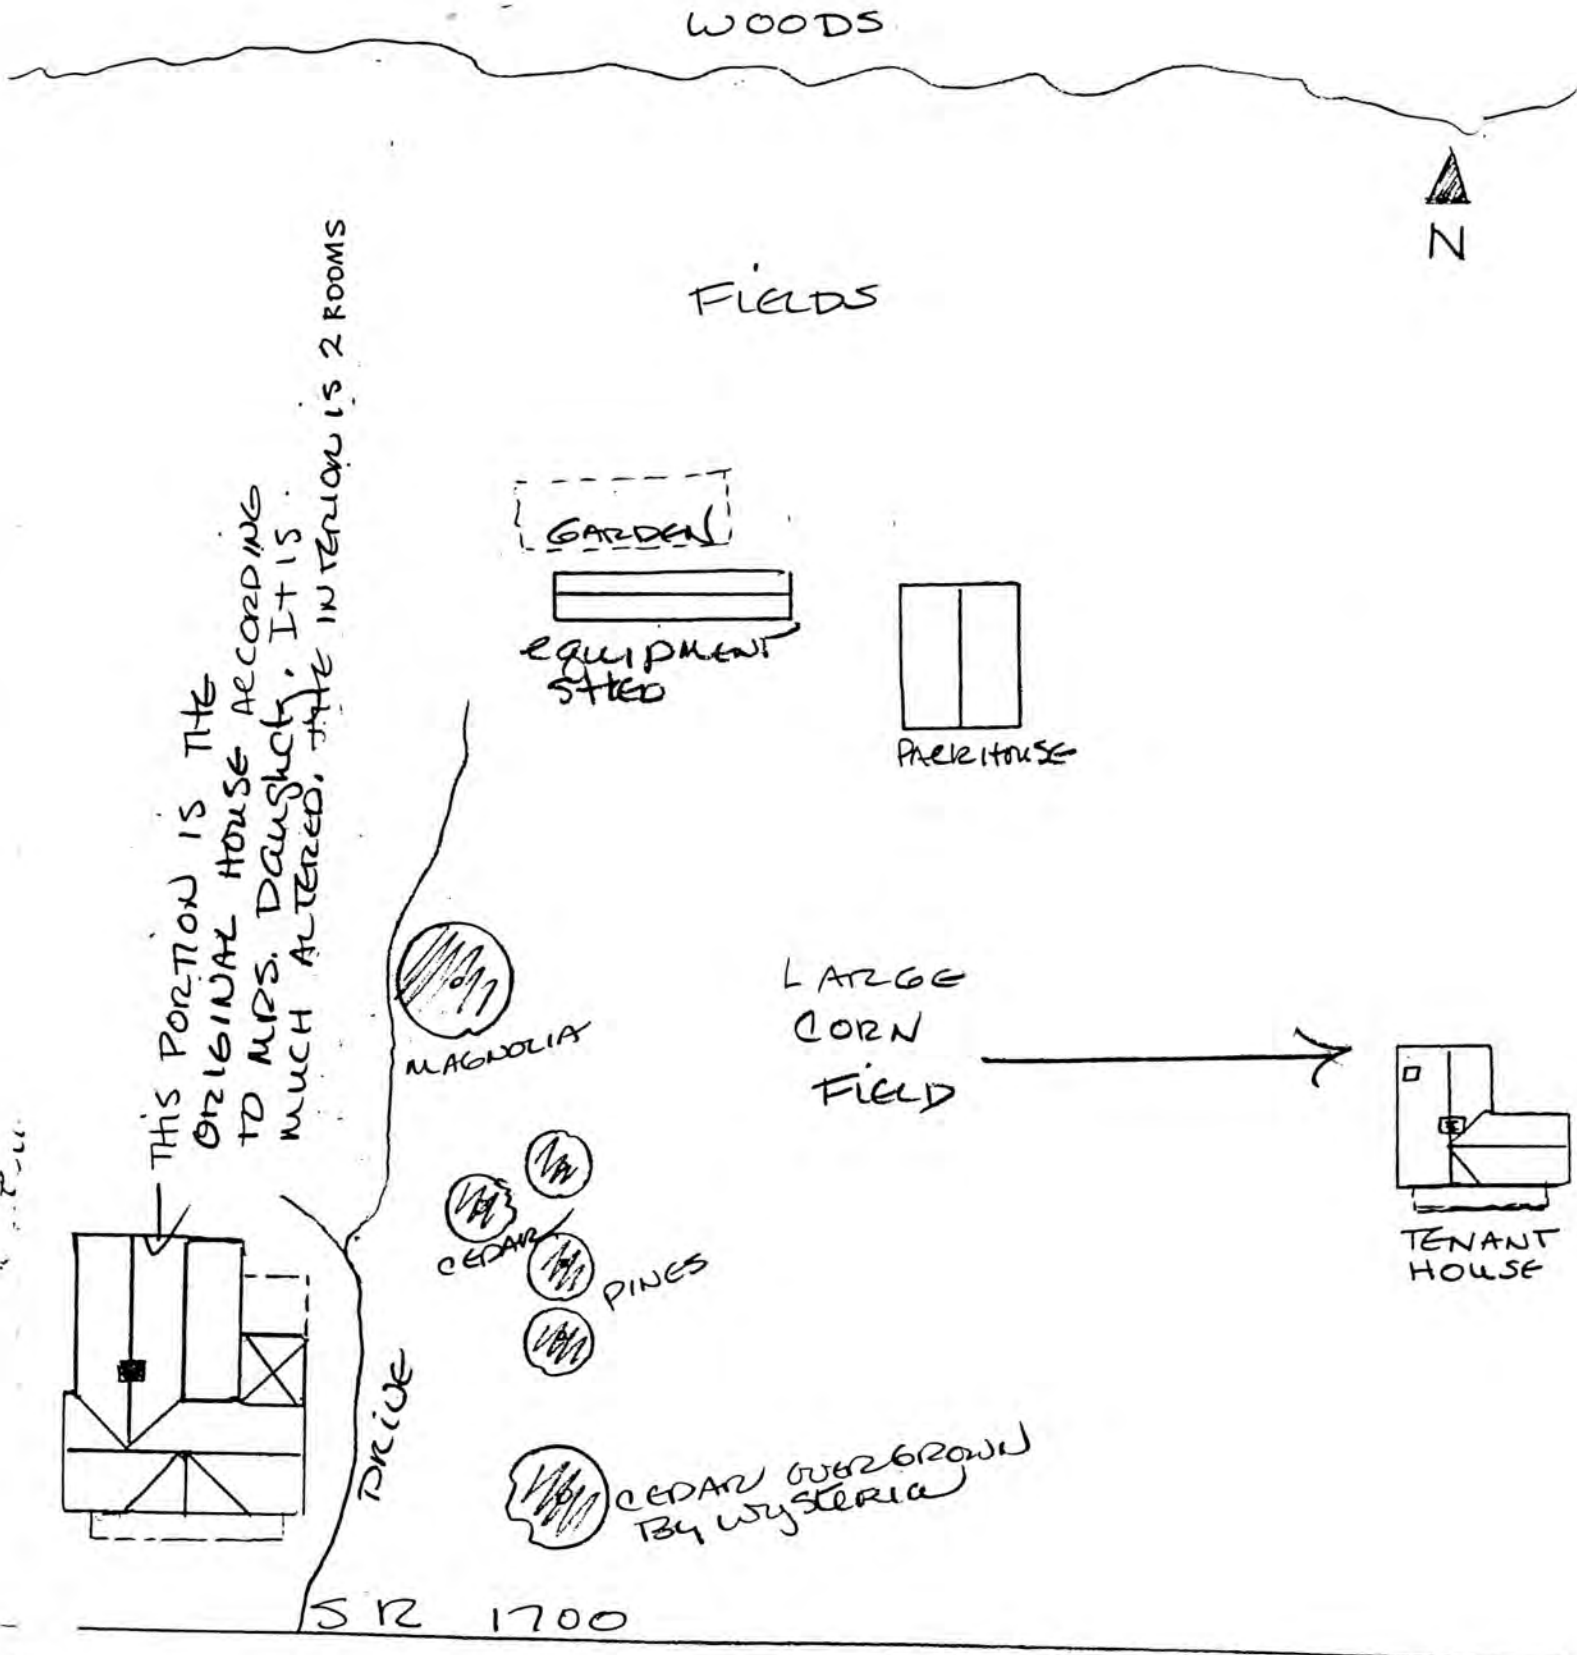 WOODS
N
FIELDS
THIS PORTION IS THE
ORIGINAL HOUSE ACCORDING
TO MRS. Daughety. It IS
MUCH ALTERED. THE INTERIOR IS 2 ROOMS
GARDEN
equipMENT
SHED
PACKHOUSE
MAGNOLIA
LARGE
CORN
FIELD
CEDAR
PINES
TENANT
HOUSE
DRIVE
CEDAR OVERGROWN
By wysteria
SR 1700